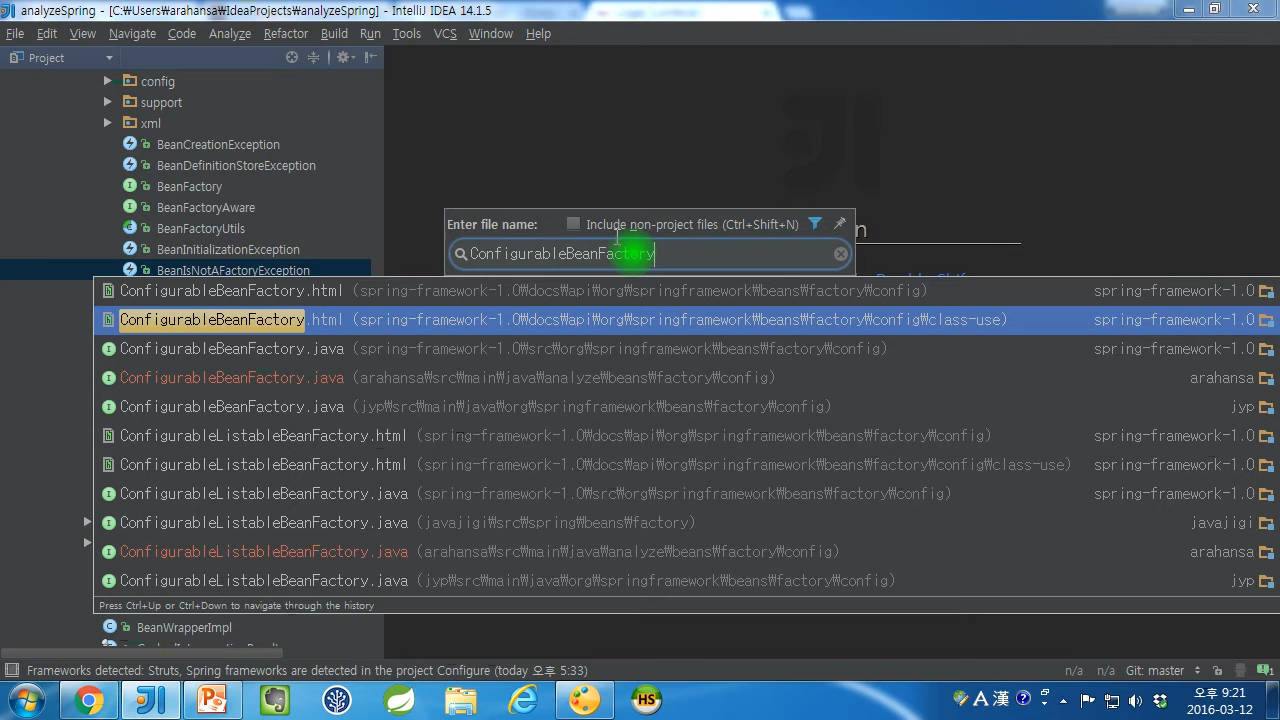 analyzeSpring - [C:₩Users₩arahansa₩IdeaProjects₩analyzeSpring] - IntelliJ IDEA 14.1.5
File Edit View Navigate Code Analyze Refactor Build Run Tools VCS Window Help
Project
config
support
xml
BeanCreationException
BeanDefinitionStoreException
BeanFactory
BeanFactoryAware
BeanFactoryUtils
BeanInitializationException
BeanIsNotAFactoryException
Enter file name: Include non-project files (Ctrl+Shift+N)
ConfigurableBeanFactory
ConfigurableBeanFactory.html (spring-framework-1.0₩docs₩api₩org₩springframework₩beans₩factory₩config) spring-framework-1.0
ConfigurableBeanFactory.html (spring-framework-1.0₩docs₩api₩org₩springframework₩beans₩factory₩config₩class-use) spring-framework-1.0
ConfigurableBeanFactory.java (spring-framework-1.0₩src₩org₩springframework₩beans₩factory₩config) spring-framework-1.0
ConfigurableBeanFactory.java (arahansa₩src₩main₩java₩analyze₩beans₩factory₩config) arahansa
ConfigurableBeanFactory.java (jyp₩src₩main₩java₩org₩springframework₩beans₩factory₩config) jyp
ConfigurableListableBeanFactory.html (spring-framework-1.0₩docs₩api₩org₩springframework₩beans₩factory₩config) spring-framework-1.0
ConfigurableListableBeanFactory.html (spring-framework-1.0₩docs₩api₩org₩springframework₩beans₩factory₩config₩class-use) spring-framework-1.0
ConfigurableListableBeanFactory.java (spring-framework-1.0₩src₩org₩springframework₩beans₩factory₩config) spring-framework-1.0
ConfigurableListableBeanFactory.java (javajigi₩src₩spring₩beans₩factory) javajigi
ConfigurableListableBeanFactory.java (arahansa₩src₩main₩java₩analyze₩beans₩factory₩config) arahansa
ConfigurableListableBeanFactory.java (jyp₩src₩main₩java₩org₩springframework₩beans₩factory₩config) jyp
Press Ctrl+Up or Ctrl+Down to navigate through the history
BeanWrapperImpl
Frameworks detected: Struts, Spring frameworks are detected in the project Configure (today 오후 5:33) n/a n/a Git: master
A 漢
HS
오후 9:21
2016-03-12